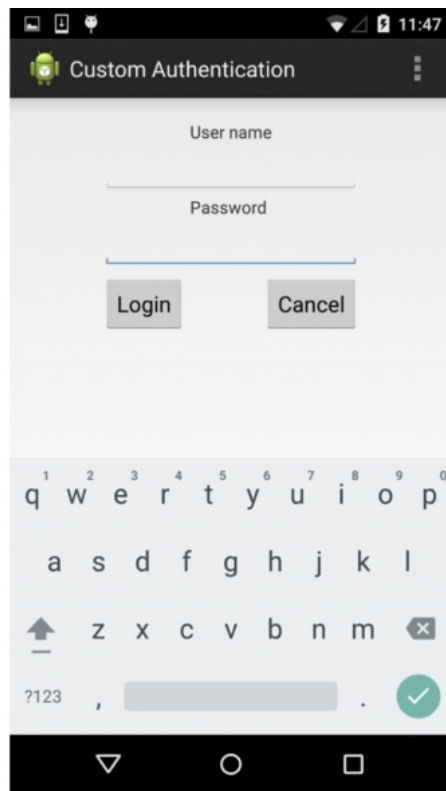 11:47
Custom Authentication
User name
Password
Login Cancel
1 2 3 4 5 6 7 8 9 0
q w e r t y u i o p
a s d f g h j k l
z x c v b n m
?123 , .